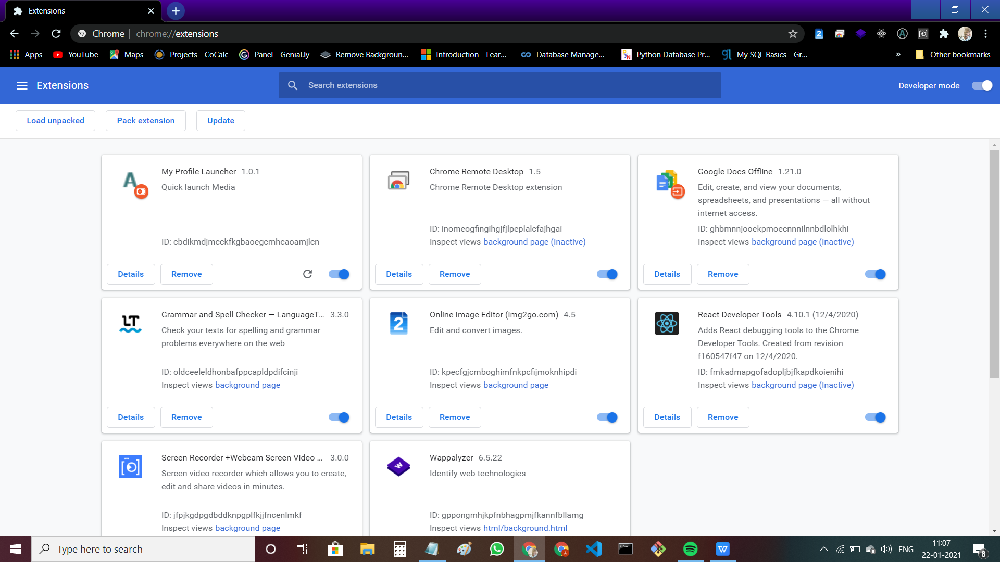 Extensions
Chrome | chrome://extensions
Apps YouTube Maps Projects - CoCalc Panel - Genial.ly Remove Backgroun... Introduction - Lear... Database Manage... Python Database Pr... My SQL Basics - Gr... » Other bookmarks
Extensions Search extensions Developer mode
Load unpacked Pack extension Update
My Profile Launcher 1.0.1
Quick launch Media
ID: cbdikmdjmcckfkgbaoegcmhcaoamjlcn
Details Remove
Chrome Remote Desktop 1.5
Chrome Remote Desktop extension
ID: inomeogfingihgjfjlpeplalcfajhgai
Inspect views background page (Inactive)
Details Remove
Google Docs Offline 1.21.0
Edit, create, and view your documents,
spreadsheets, and presentations — all without
internet access.
ID: ghbmnnjooekpmoecnnnilnnbdlolhkhi
Inspect views background page (Inactive)
Details Remove
LT
Grammar and Spell Checker — LanguageT... 3.3.0
Check your texts for spelling and grammar
problems everywhere on the web
ID: oldceeleldhonbafppcapldpdifcinji
Inspect views background page
Details Remove
2
Online Image Editor (img2go.com) 4.5
Edit and convert images.
ID: kpecfgjcmboghimfnkpcfijmoknhipdi
Inspect views background page
Details Remove
React Developer Tools 4.10.1 (12/4/2020)
Adds React debugging tools to the Chrome
Developer Tools. Created from revision
f160547f47 on 12/4/2020.
ID: fmkadmapgofadopljbjfkapdkoienihi
Inspect views background page (Inactive)
Details Remove
Screen Recorder +Webcam Screen Video ... 3.0.0
Screen video recorder which allows you to create,
edit and share videos in minutes.
ID: jfpjkgdpgdbddknpgplfkjjfncenlmkf
Inspect views background page
Wappalyzer 6.5.22
Identify web technologies
ID: gppongmhjkpfnbhagpmjfkannfbllamg
Inspect views html/background.html
Type here to search
ENG
11:07
22-01-2021
8